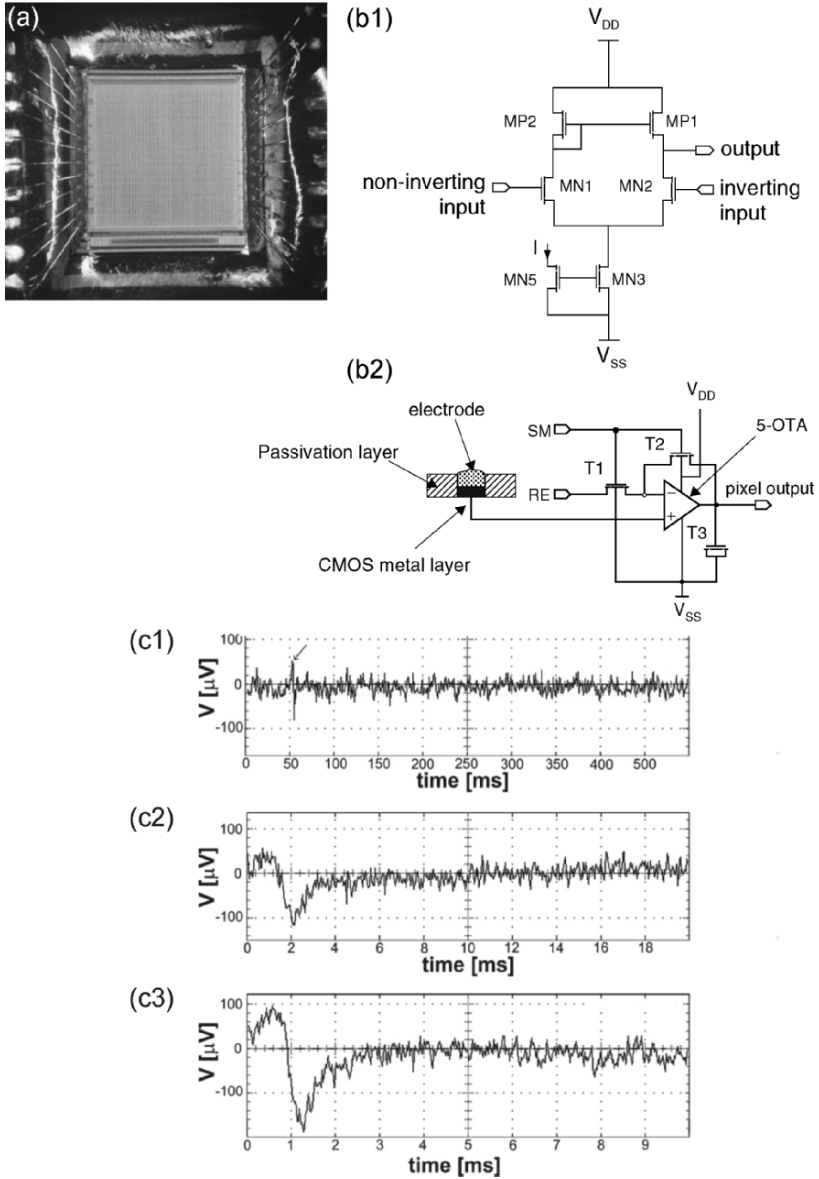 (a)
(b1)
V_DD
MP2
MP1
output
non-inverting
input
MN1
MN2
inverting
input
I
MN5
MN3
V_SS
(b2)
electrode
Passivation layer
CMOS metal layer
SM
RE
T1
T2
V_DD
5-OTA
−
+
pixel output
T3
V_SS
(c1)
V [µV]
100
0
-100
0 50 100 150 200 250 300 350 400 450 500
time [ms]
(c2)
V [µV]
100
0
-100
0 2 4 6 8 10 12 14 16 18
time [ms]
(c3)
V [µV]
100
0
-100
0 1 2 3 4 5 6 7 8 9
time [ms]